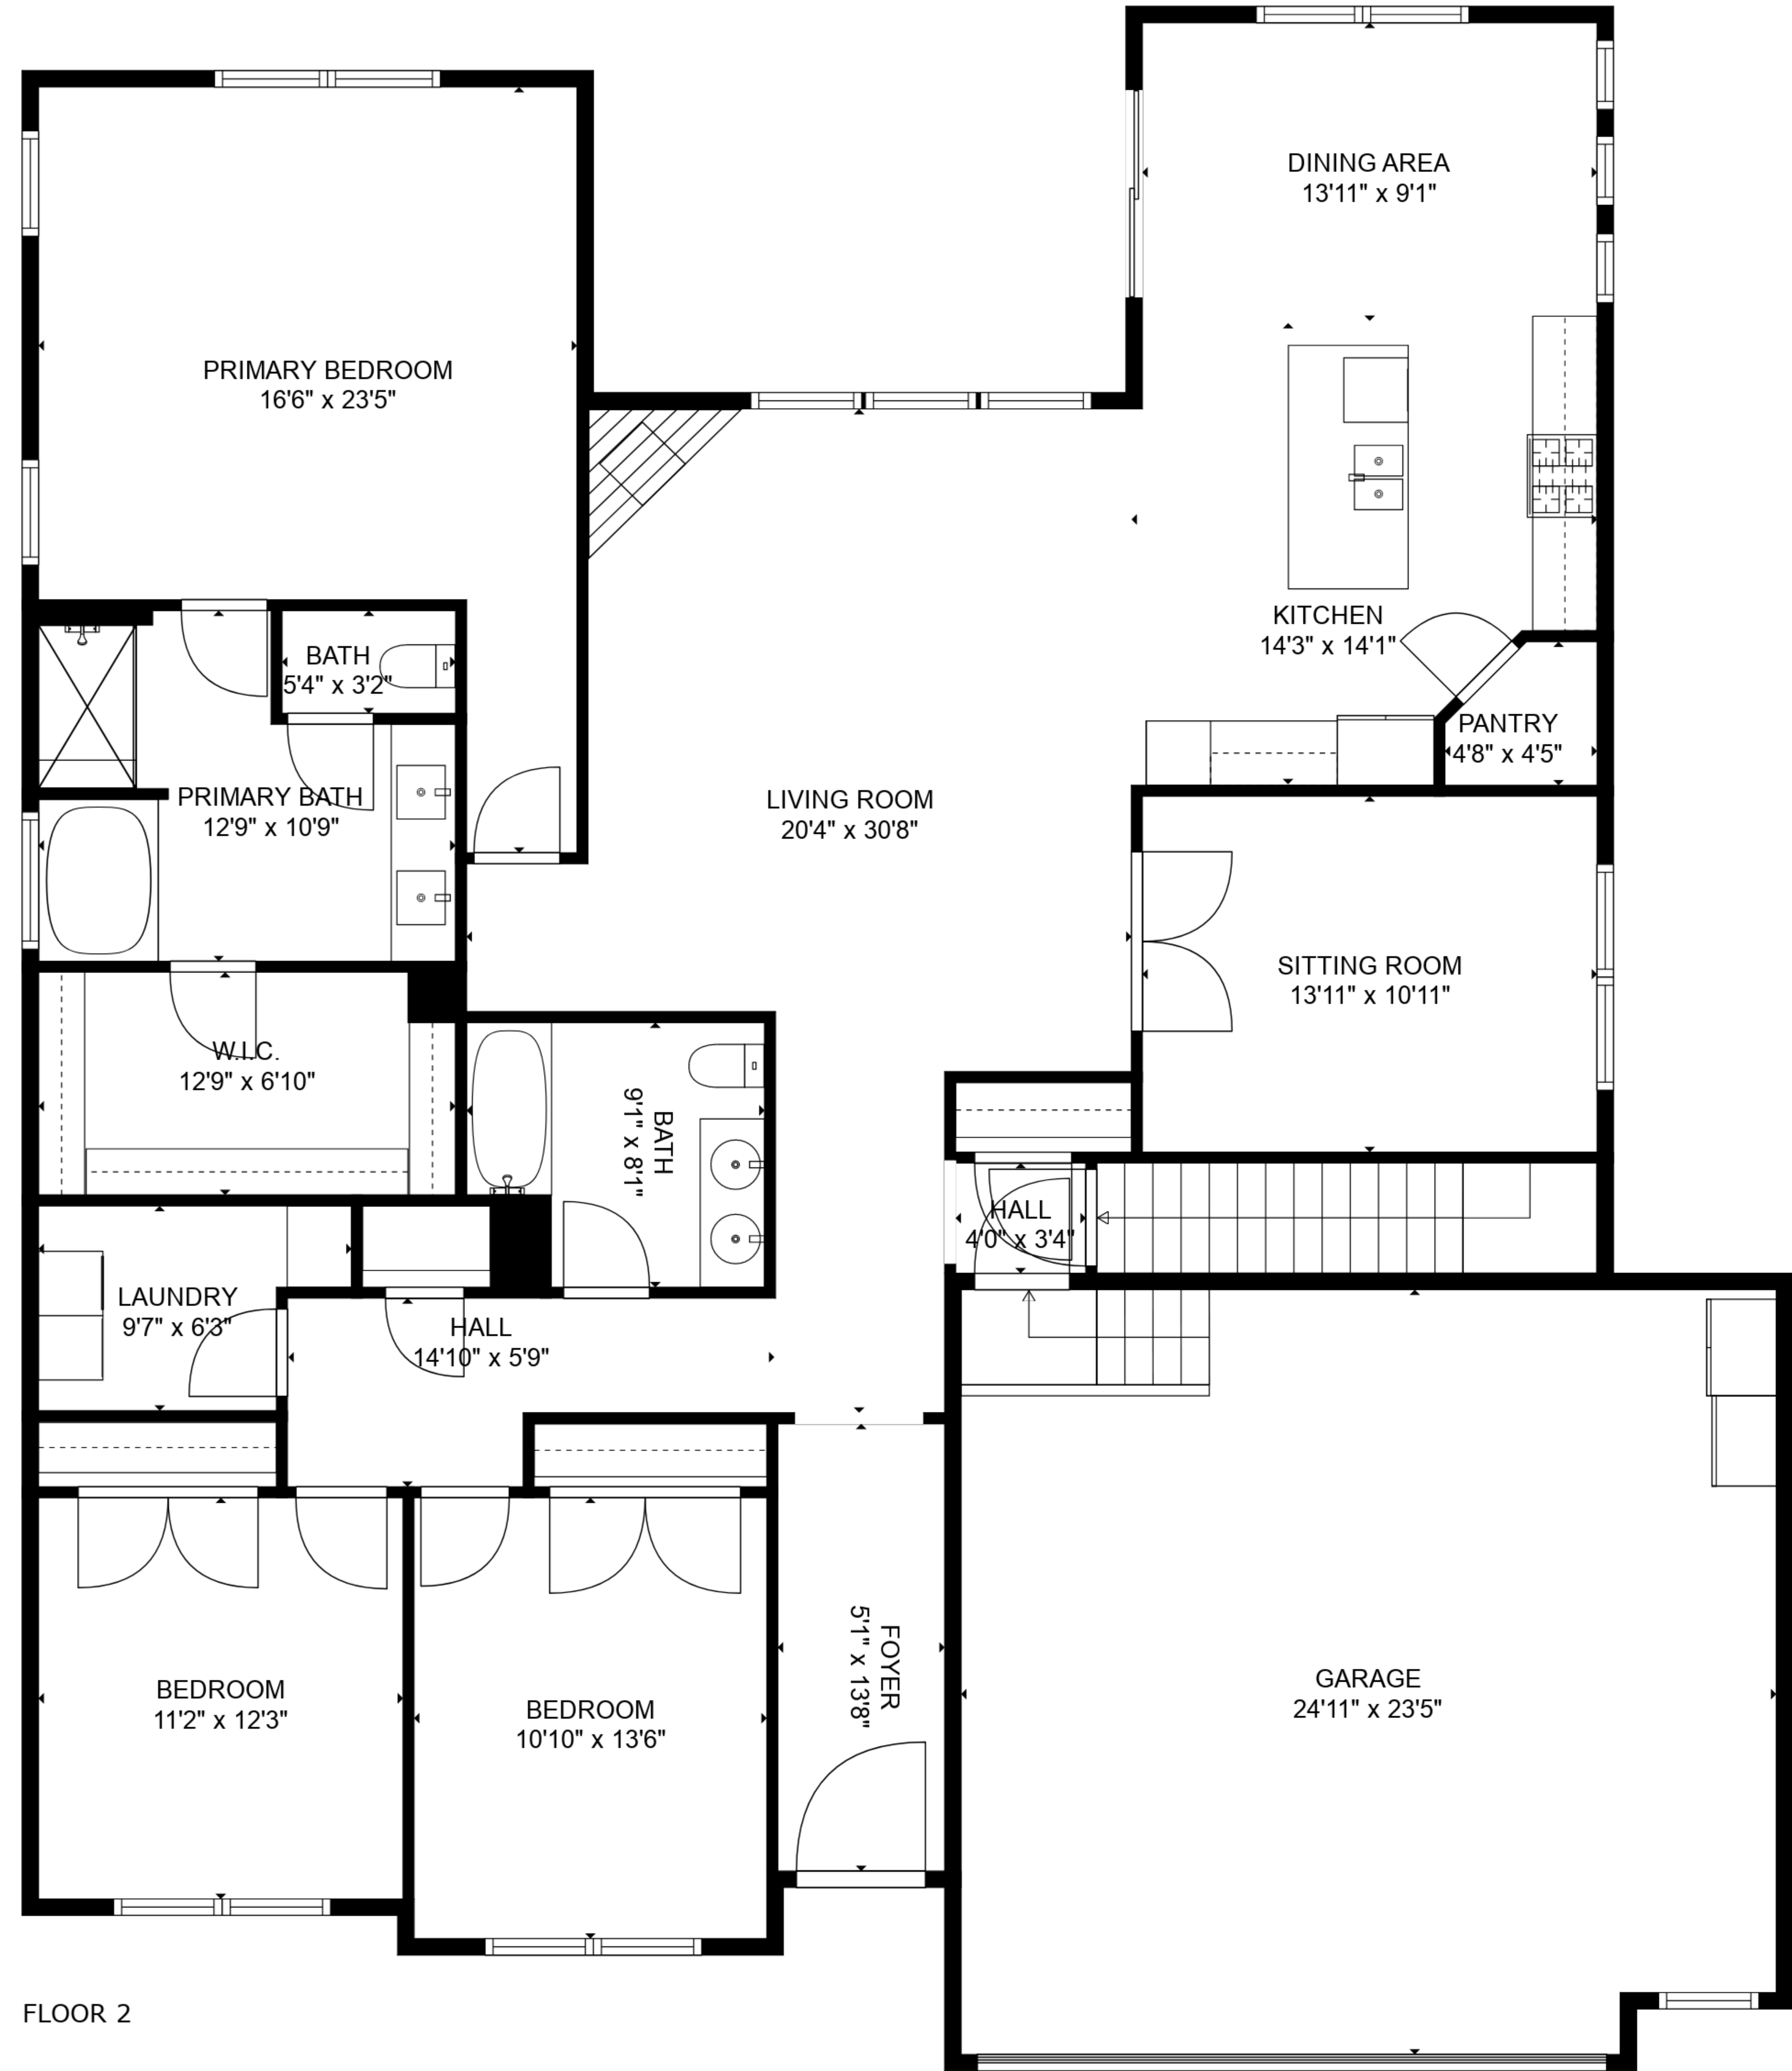 DINING AREA
13'11" x 9'1"
PRIMARY BEDROOM
16'6" x 23'5"
KITCHEN
14'3" x 14'1"
BATH
5'4" x 3'2"
PANTRY
4'8" x 4'5"
PRIMARY BATH
12'9" x 10'9"
LIVING ROOM
20'4" x 30'8"
SITTING ROOM
13'11" x 10'11"
W.I.C.
12'9" x 6'10"
BATH
9'1" x 8'1"
HALL
4'0" x 3'4"
LAUNDRY
9'7" x 6'3"
HALL
14'10" x 5'9"
FOYER
5'1" x 13'8"
BEDROOM
11'2" x 12'3"
BEDROOM
10'10" x 13'6"
GARAGE
24'11" x 23'5"
FLOOR 2